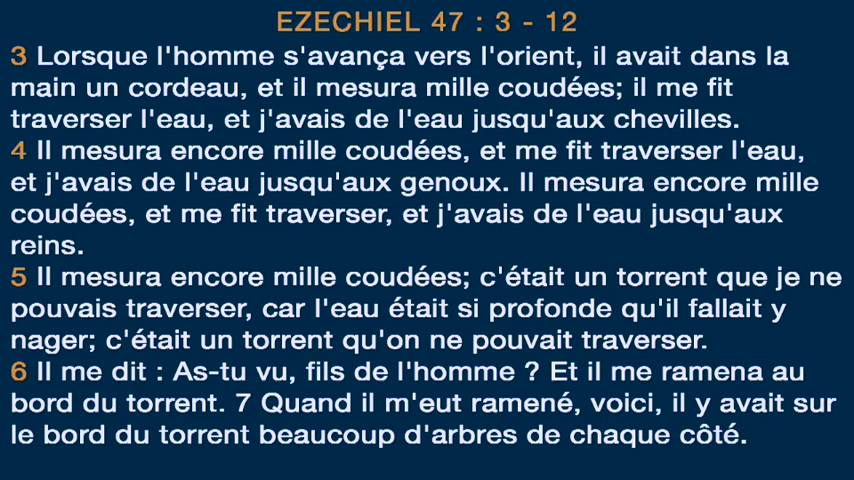 EZECHIEL 47 : 3 - 12
3 Lorsque l'homme s'avança vers l'orient, il avait dans la
main un cordeau, et il mesura mille coudées; il me fit
traverser l'eau, et j'avais de l'eau jusqu'aux chevilles.
4 Il mesura encore mille coudées, et me fit traverser l'eau,
et j'avais de l'eau jusqu'aux genoux. Il mesura encore mille
coudées, et me fit traverser, et j'avais de l'eau jusqu'aux
reins.
5 Il mesura encore mille coudées; c'était un torrent que je ne
pouvais traverser, car l'eau était si profonde qu'il fallait y
nager; c'était un torrent qu'on ne pouvait traverser.
6 Il me dit : As-tu vu, fils de l'homme ? Et il me ramena au
bord du torrent. 7 Quand il m'eut ramené, voici, il y avait sur
le bord du torrent beaucoup d'arbres de chaque côté.